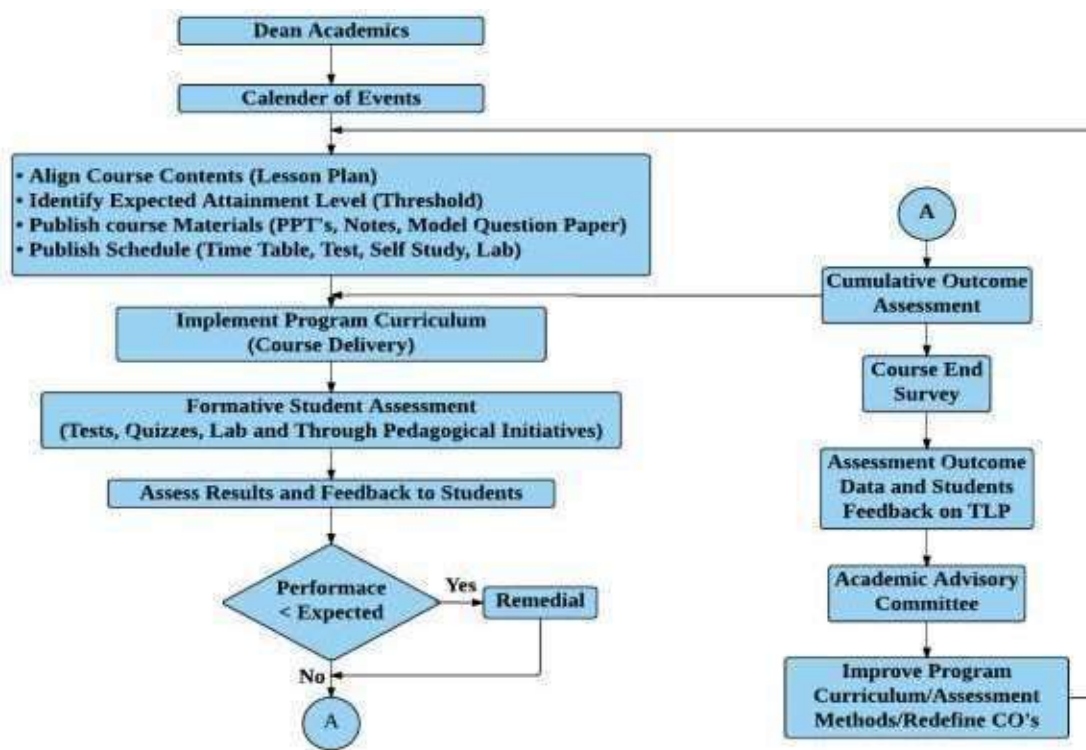 Dean Academics
Calender of Events
• Align Course Contents (Lesson Plan)
• Identify Expected Attainment Level (Threshold)
• Publish course Materials (PPT's, Notes, Model Question Paper)
• Publish Schedule (Time Table, Test, Self Study, Lab)
Implement Program Curriculum
(Course Delivery)
Formative Student Assessment
(Tests, Quizzes, Lab and Through Pedagogical Initiatives)
Assess Results and Feedback to Students
Performace
< Expected
Yes
Remedial
No
A
A
Cumulative Outcome
Assessment
Course End
Survey
Assessment Outcome
Data and Students
Feedback on TLP
Academic Advisory
Committee
Improve Program
Curriculum/Assessment
Methods/Redefine CO's